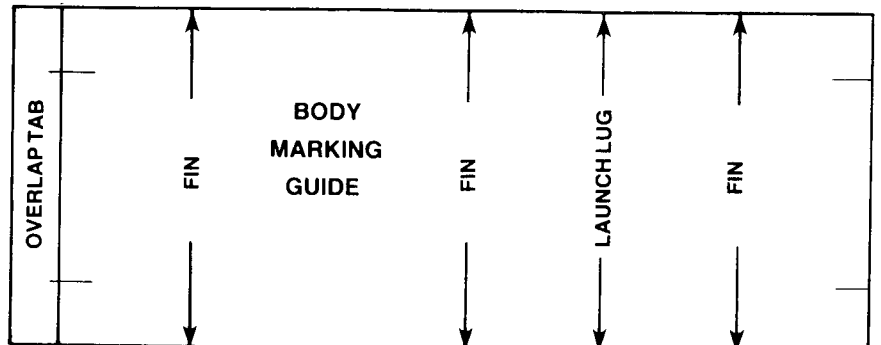 OVERLAP TAB
FIN
BODY
MARKING
GUIDE
FIN
LAUNCH LUG
FIN